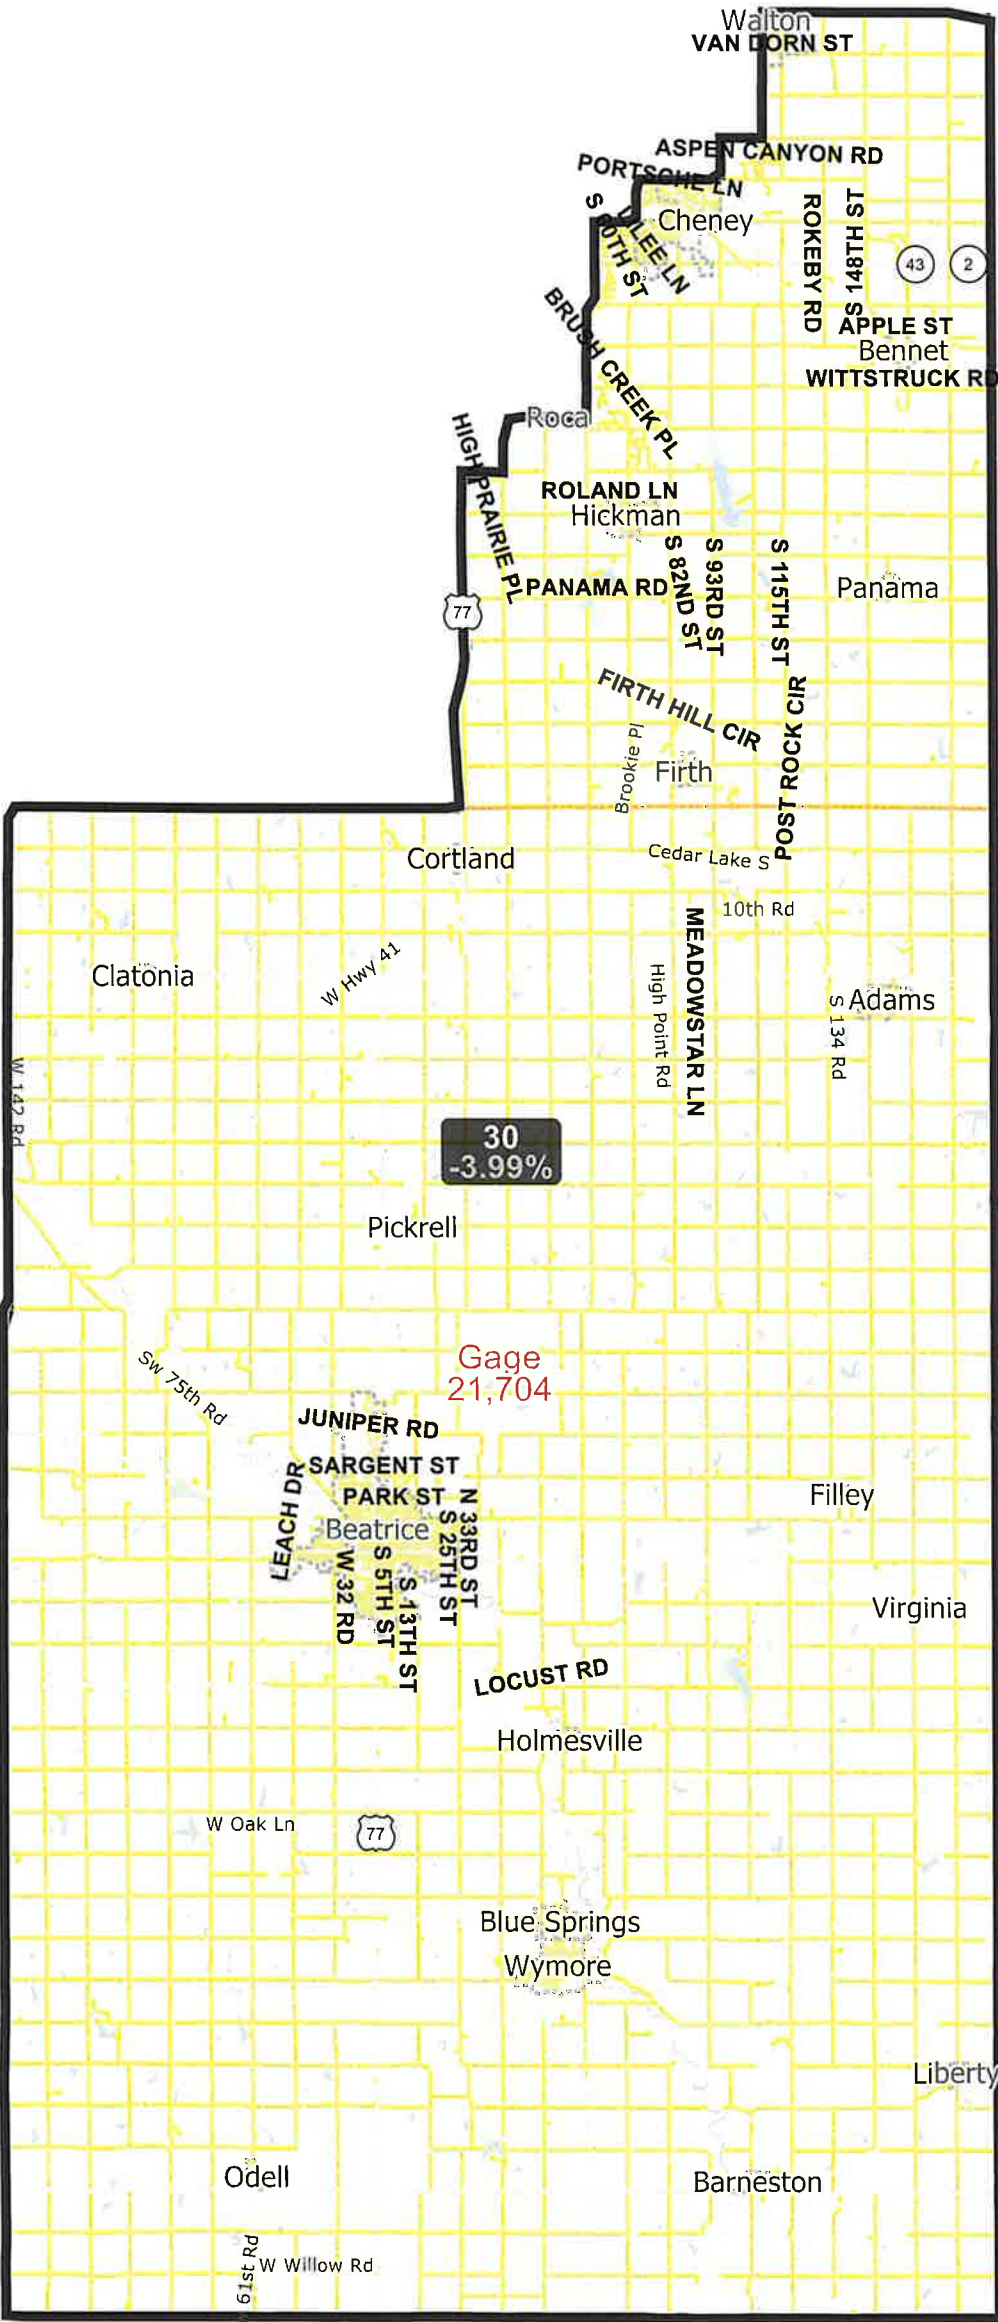 Walton
VAN DORN ST
ASPEN CANYON RD
PORTSCHE LN
Cheney
S 148TH ST
ROKEBY RD
LEE LN
43
2
BRUSH CREEK PL
APPLE ST
Bennet
WITTSTRUCK RD
Roca
HIGH PRAIRIE PL
ROLAND LN
Hickman
S 82ND ST
S 93RD ST
S 115TH ST
PANAMA RD
Panama
77
FIRTH HILL CIR
POST ROCK CIR
Brookie Pl
Firth
Cortland
Cedar Lake S
10th Rd
MEADOWSTAR LN
W Hwy 41
Clatonia
High Point Rd
Adams
S 134 Rd
W 142 Rd
30
-3.99%
Pickrell
Gage
21,704
Sw 75th Rd
JUNIPER RD
SARGENT ST
LEACH DR
PARK ST
N 33RD ST
Filley
S 25TH ST
Beatrice
W 32 RD
S 5TH ST
S 13TH ST
Virginia
LOCUST RD
Holmesville
W Oak Ln
77
Blue Springs
Wymore
Liberty
Odell
Barneston
61st Rd
W Willow Rd